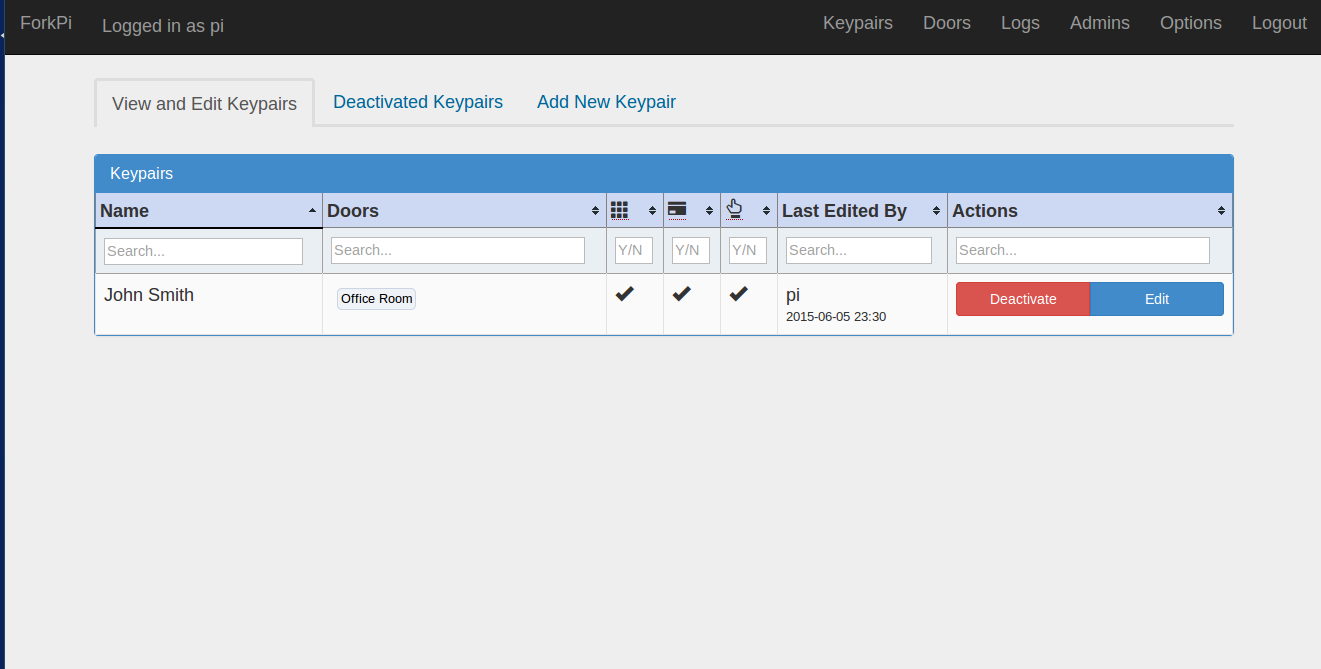 ForkPi Logged in as pi Keypairs Doors Logs Admins Options Logout
View and Edit Keypairs Deactivated Keypairs Add New Keypair
Keypairs
Name Doors Last Edited By Actions
Search... Search... Y/N Y/N Y/N Search... Search...
John Smith Office Room pi Deactivate Edit
2015-06-05 23:30